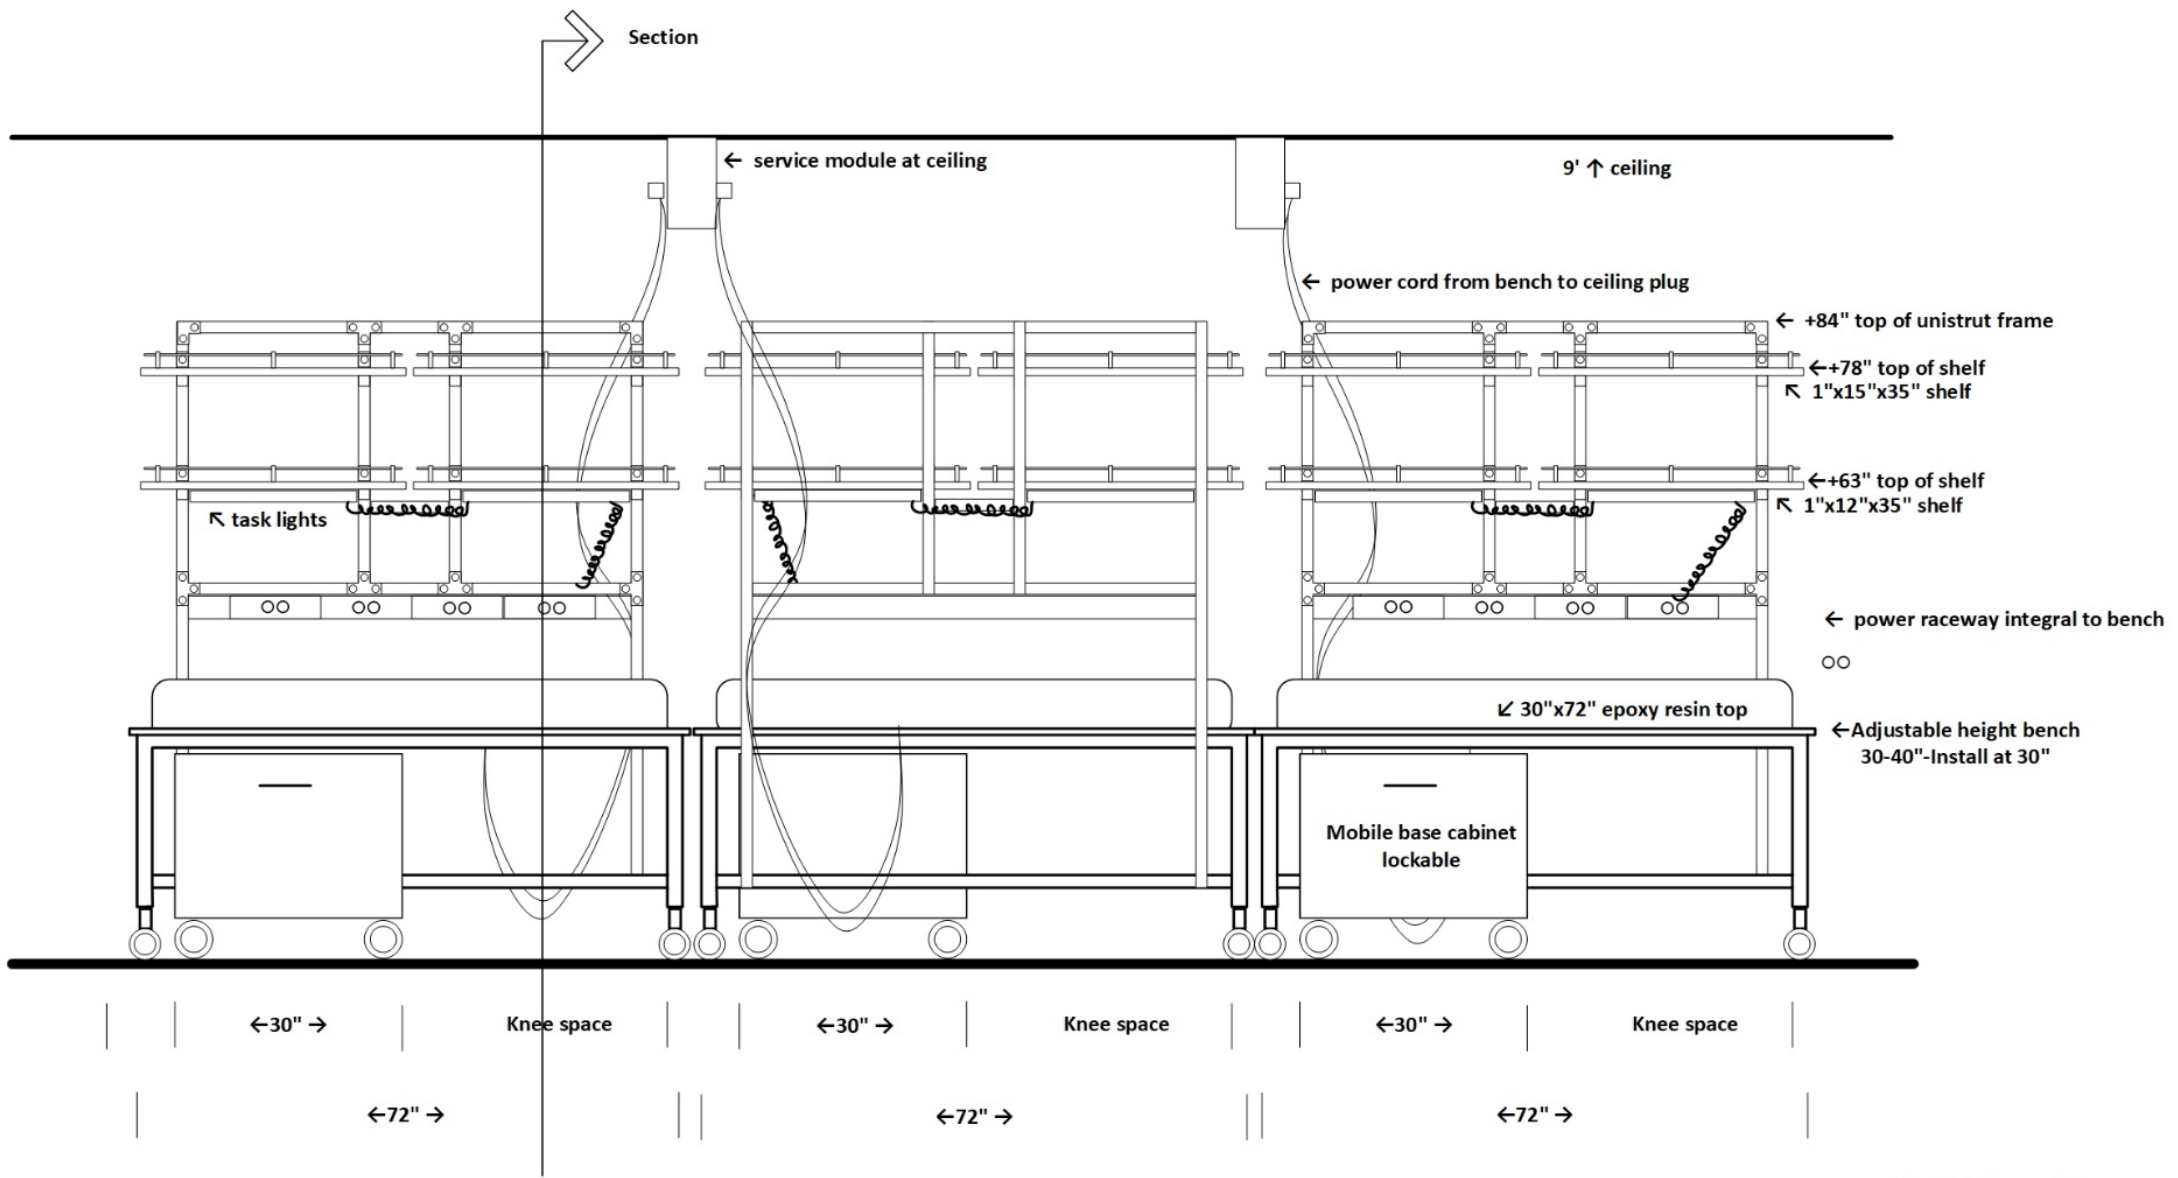 Section
← service module at ceiling
9' ↑ ceiling
← power cord from bench to ceiling plug
← +84" top of unistrut frame
←+78" top of shelf
↖ 1"x15"x35" shelf
←+63" top of shelf
↖ 1"x12"x35" shelf
↖ task lights
← power raceway integral to bench
↙ 30"x72" epoxy resin top
←Adjustable height bench
30-40"-Install at 30"
Mobile base cabinet
lockable
←30" → Knee space ←30" → Knee space ←30" → Knee space
←72" → ←72" → ←72" →